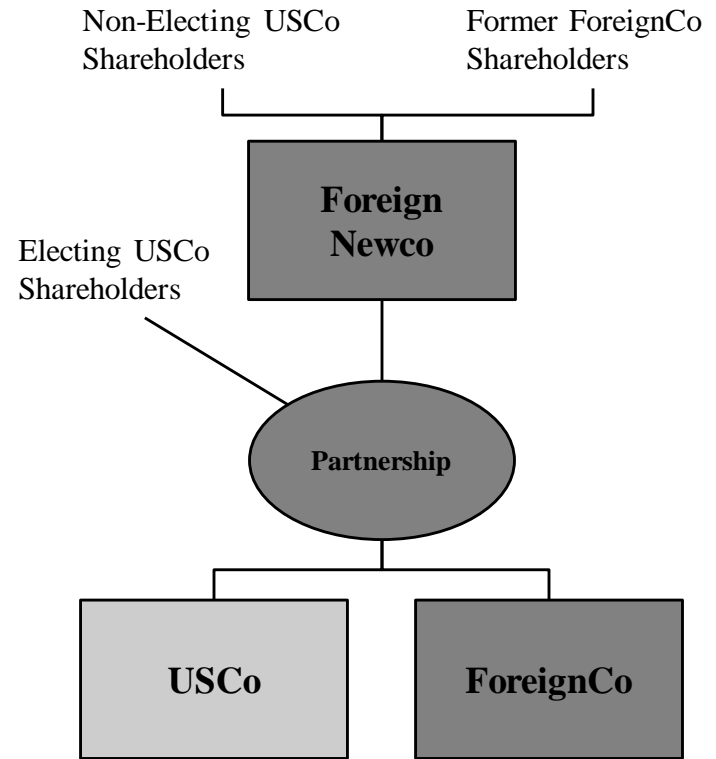 Non-Electing USCo
Shareholders
Former ForeignCo
Shareholders
Foreign
Newco
Electing USCo
Shareholders
Partnership
USCo
ForeignCo